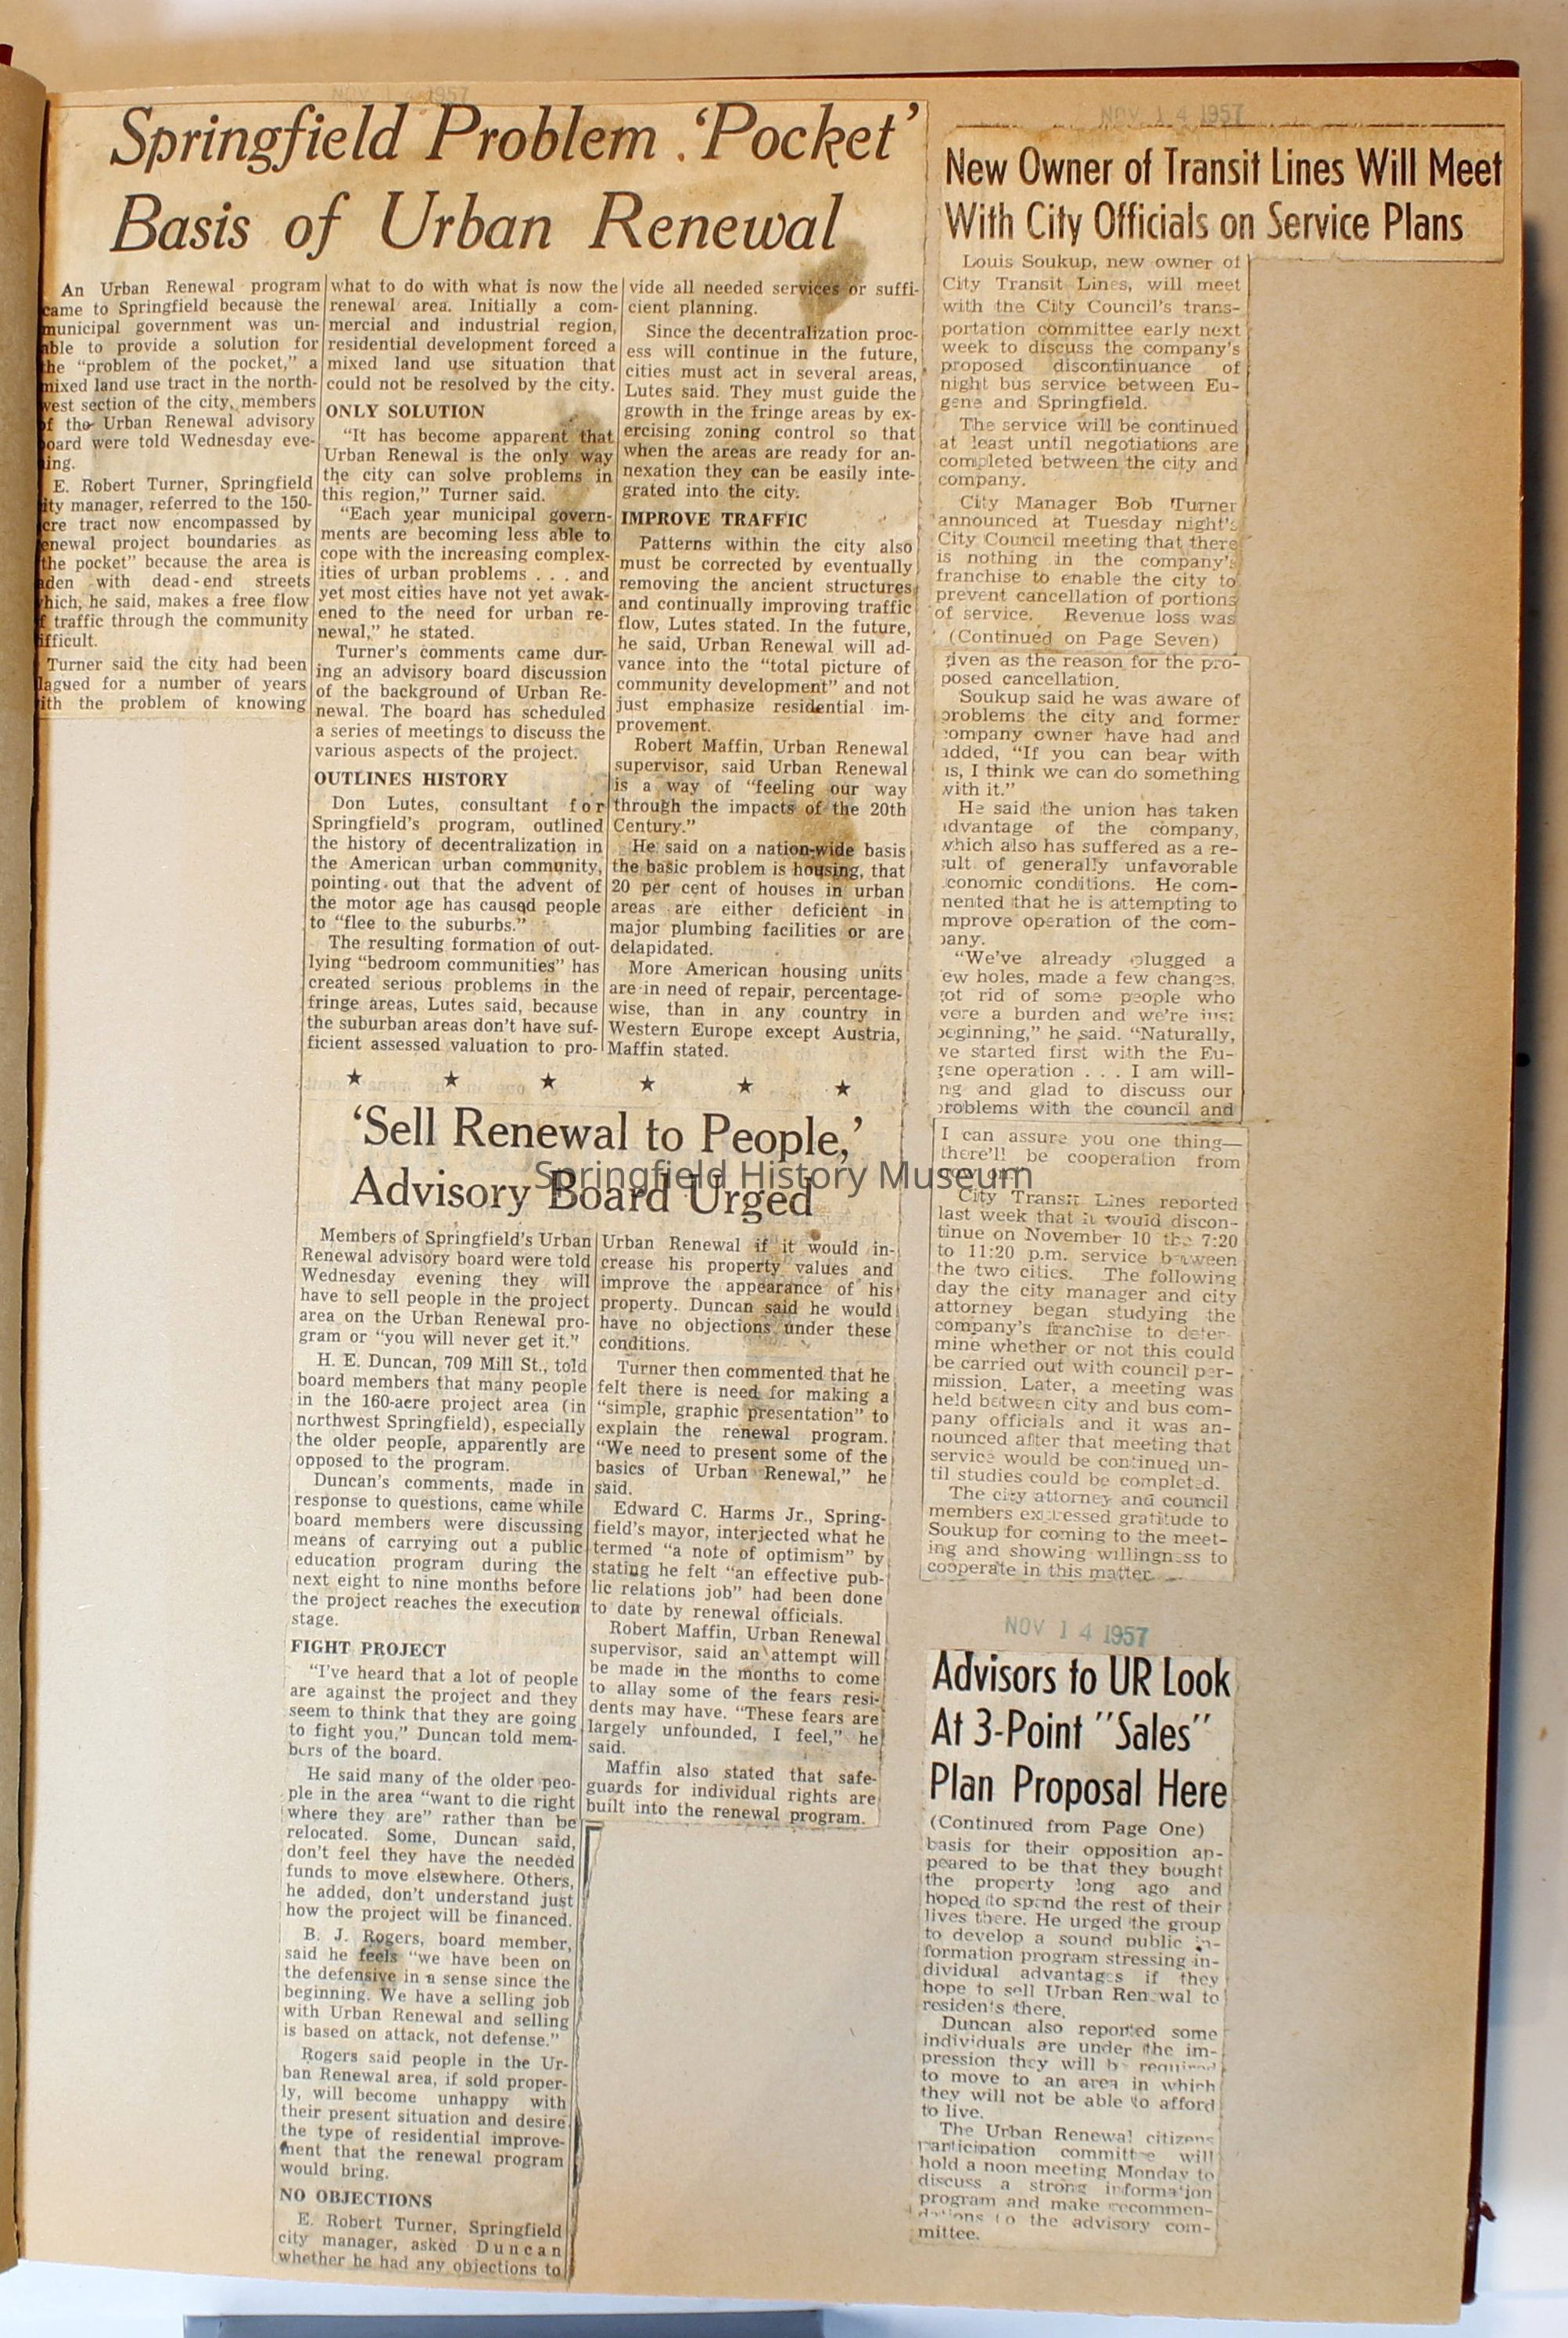 NOV 14 1957
Springfield Problem 'Pocket'
Basis of Urban Renewal
An Urban Renewal program
came to Springfield because the
municipal government was un-
able to provide a solution for
the "problem of the pocket," a
mixed land use tract in the north-
west section of the city, members
of the Urban Renewal advisory
board were told Wednesday eve-
ning.
E. Robert Turner, Springfield
ity manager, referred to the 150-
cre tract now encompassed by
enewal project boundaries as
the pocket" because the area is
aden with dead-end streets
hich, he said, makes a free flow
f traffic through the community
ifficult.
Turner said the city had been
lagued for a number of years
ith the problem of knowing
what to do with what is now the
renewal area. Initially a com-
mercial and industrial region,
residential development forced a
mixed land use situation that
could not be resolved by the city.
ONLY SOLUTION
"It has become apparent that
Urban Renewal is the only way
the city can solve problems in
this region," Turner said.
"Each year municipal govern-
ments are becoming less able to
cope with the increasing complex-
ities of urban problems . . . and
yet most cities have not yet awak-
ened to the need for urban re-
newal," he stated.
Turner's comments came dur-
ing an advisory board discussion
of the background of Urban Re-
newal. The board has scheduled
a series of meetings to discuss the
various aspects of the project.
OUTLINES HISTORY
Don Lutes, consultant for
Springfield's program, outlined
the history of decentralization in
the American urban community,
pointing out that the advent of
the motor age has caused people
to "flee to the suburbs."
The resulting formation of out-
lying "bedroom communities" has
created serious problems in the
fringe areas, Lutes said, because
the suburban areas don't have suf-
ficient assessed valuation to pro-
vide all needed services or suffi-
cient planning.
Since the decentralization proc-
ess will continue in the future,
cities must act in several areas,
Lutes said. They must guide the
growth in the fringe areas by ex-
ercising zoning control so that
when the areas are ready for an-
nexation they can be easily inte-
grated into the city.
IMPROVE TRAFFIC
Patterns within the city also
must be corrected by eventually
removing the ancient structures
and continually improving traffic
flow, Lutes stated. In the future,
he said, Urban Renewal will ad-
vance into the "total picture of
community development" and not
just emphasize residential im-
provement.
Robert Maffin, Urban Renewal
supervisor, said Urban Renewal
is a way of "feeling our way
through the impacts of the 20th
Century."
He said on a nation-wide basis
the basic problem is housing, that
20 per cent of houses in urban
areas are either deficient in
major plumbing facilities or are
delapidated.
More American housing units
are in need of repair, percentage-
wise, than in any country in
Western Europe except Austria,
Maffin stated.
★ ★ ★ ★ ★ ★
'Sell Renewal to People,'
Advisory Board Urged
Springfield History Museum
Members of Springfield's Urban
Renewal advisory board were told
Wednesday evening they will
have to sell people in the project
area on the Urban Renewal pro-
gram or "you will never get it."
H. E. Duncan, 709 Mill St., told
board members that many people
in the 160-acre project area (in
northwest Springfield), especially
the older people, apparently are
opposed to the program.
Duncan's comments, made in
response to questions, came while
board members were discussing
means of carrying out a public
education program during the
next eight to nine months before
the project reaches the execution
stage.
FIGHT PROJECT
"I've heard that a lot of people
are against the project and they
seem to think that they are going
to fight you," Duncan told mem-
bers of the board.
He said many of the older peo-
ple in the area "want to die right
where they are" rather than be
relocated. Some, Duncan said,
don't feel they have the needed
funds to move elsewhere. Others,
he added, don't understand just
how the project will be financed.
B. J. Rogers, board member,
said he feels "we have been on
the defensive in a sense since the
beginning. We have a selling job
with Urban Renewal and selling
is based on attack, not defense."
Rogers said people in the Ur-
ban Renewal area, if sold proper-
ly, will become unhappy with
their present situation and desire
the type of residential improve-
ment that the renewal program
would bring.
NO OBJECTIONS
E. Robert Turner, Springfield
city manager, asked Duncan
whether he had any objections to
Urban Renewal if it would in-
crease his property values and
improve the appearance of his
property. Duncan said he would
have no objections under these
conditions.
Turner then commented that he
felt there is need for making a
"simple, graphic presentation" to
explain the renewal program.
"We need to present some of the
basics of Urban Renewal," he
said.
Edward C. Harms Jr., Spring-
field's mayor, interjected what he
termed "a note of optimism" by
stating he felt "an effective pub-
lic relations job" had been done
to date by renewal officials.
Robert Maffin, Urban Renewal
supervisor, said an attempt will
be made in the months to come
to allay some of the fears resi-
dents may have. "These fears are
largely unfounded, I feel," he
said.
Maffin also stated that safe-
guards for individual rights are
built into the renewal program.
NOV 14 1957
New Owner of Transit Lines Will Meet
With City Officials on Service Plans
Louis Soukup, new owner of
City Transit Lines, will meet
with the City Council's trans-
portation committee early next
week to discuss the company's
proposed discontinuance of
night bus service between Eu-
gene and Springfield.
The service will be continued
at least until negotiations are
completed between the city and
company.
City Manager Bob Turner
announced at Tuesday night's
City Council meeting that there
is nothing in the company's
franchise to enable the city to
prevent cancellation of portions
of service. Revenue loss was
(Continued on Page Seven)
given as the reason for the pro-
posed cancellation.
Soukup said he was aware of
problems the city and former
company owner have had and
added, "If you can bear with
us, I think we can do something
with it."
He said the union has taken
advantage of the company,
which also has suffered as a re-
sult of generally unfavorable
economic conditions. He com-
mented that he is attempting to
improve operation of the com-
pany.
"We've already plugged a
few holes, made a few changes,
got rid of some people who
were a burden and we're just
beginning," he said. "Naturally,
we started first with the Eu-
gene operation . . . I am will-
ing and glad to discuss our
problems with the council and
I can assure you one thing—
there'll be cooperation from
City Transit Lines reported
last week that it would discon-
tinue on November 10 the 7:20
to 11:20 p.m. service between
the two cities. The following
day the city manager and city
attorney began studying the
company's franchise to deter-
mine whether or not this could
be carried out with council per-
mission. Later, a meeting was
held between city and bus com-
pany officials and it was an-
nounced after that meeting that
service would be continued un-
til studies could be completed.
The city attorney and council
members expressed gratitude to
Soukup for coming to the meet-
ing and showing willingness to
cooperate in this matter.
NOV 14 1957
Advisors to UR Look
At 3-Point "Sales"
Plan Proposal Here
(Continued from Page One)
basis for their opposition ap-
peared to be that they bought
the property long ago and
hoped to spend the rest of their
lives there. He urged the group
to develop a sound public in-
formation program stressing in-
dividual advantages if they
hope to sell Urban Renewal to
residents there.
Duncan also reported some
individuals are under the im-
pression they will be required
to move to an area in which
they will not be able to afford
to live.
The Urban Renewal citizens
participation committee will
hold a noon meeting Monday to
discuss a strong information
program and make recommen-
dations to the advisory com-
mittee.